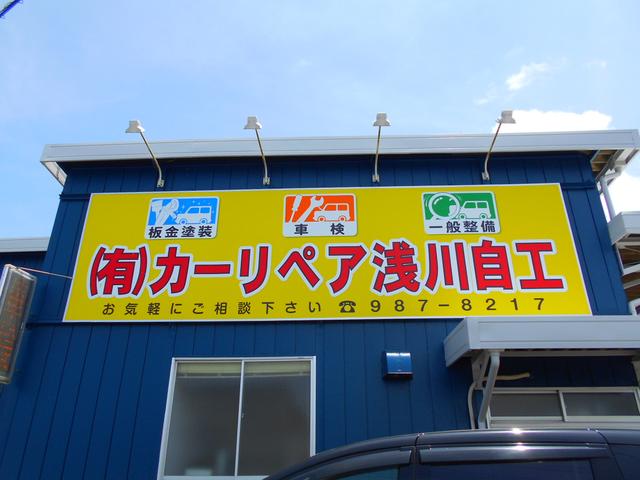 板金塗装 車検 一般整備
(有)カーリペア浅川自工
お気軽にご相談下さい ☎987-8217